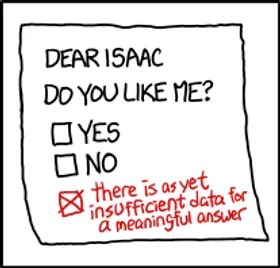 DEAR ISAAC
DO YOU LIKE ME?
YES
NO
there is as yet
insufficient data for
a meaningful answer